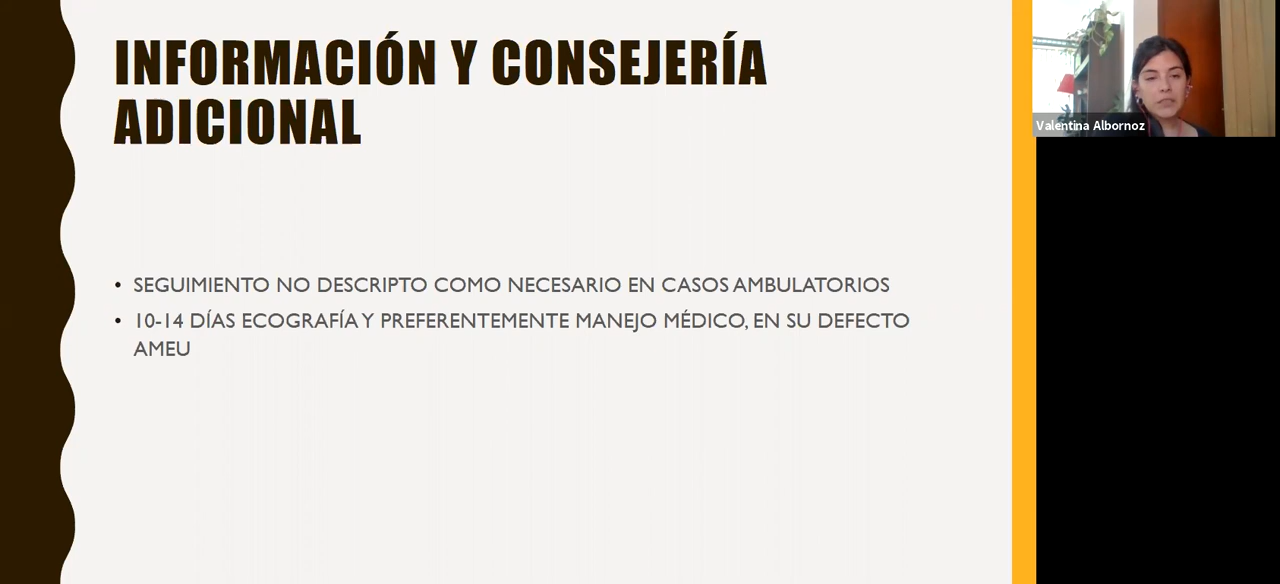 INFORMACIÓN Y CONSEJERÍA
ADICIONAL
• SEGUIMIENTO NO DESCRIPTO COMO NECESARIO EN CASOS AMBULATORIOS
• 10-14 DÍAS ECOGRAFÍA Y PREFERENTEMENTE MANEJO MÉDICO, EN SU DEFECTO
AMEU
Valentina Albornoz